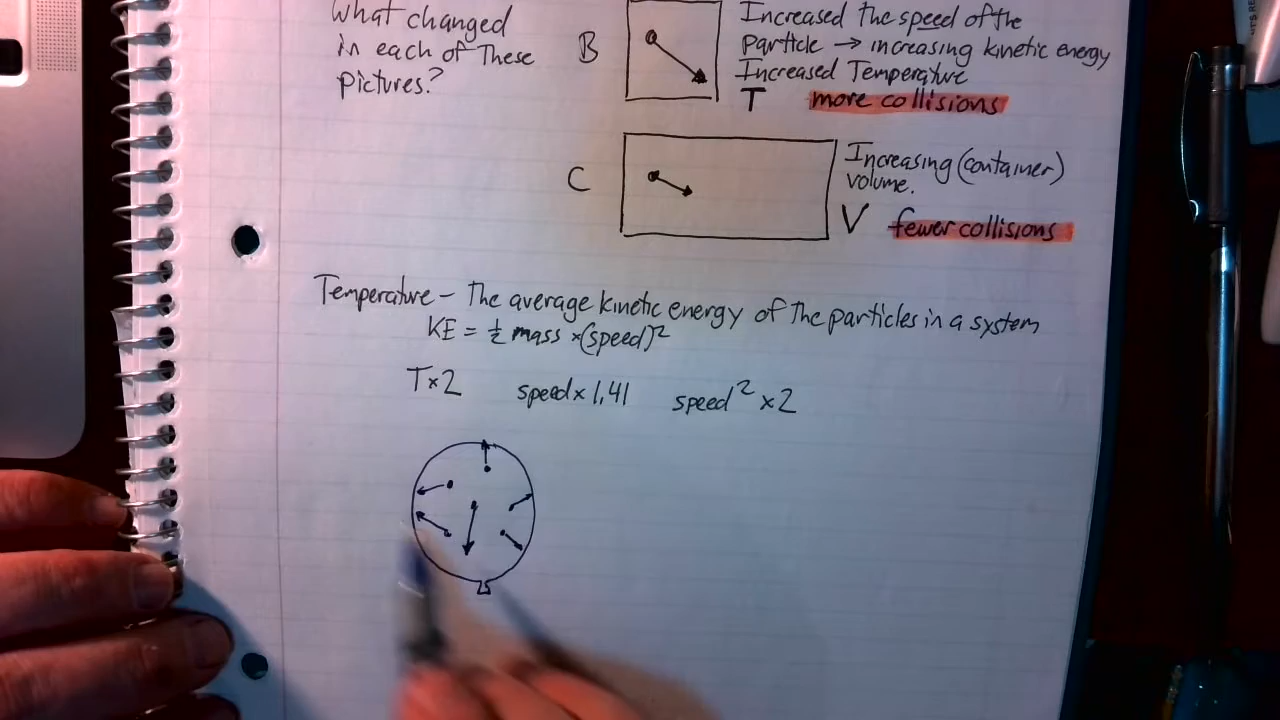 What changed
in each of These
pictures?
B
Increased the speed of the
particle → increasing kinetic energy
Increased Temperature
T more collisions
C
Increasing (container)
volume.
V fewer collisions
Temperature - The average kinetic energy of the particles in a system
KE = ½ mass × (speed)²
T×2 speed × 1.41 speed² × 2